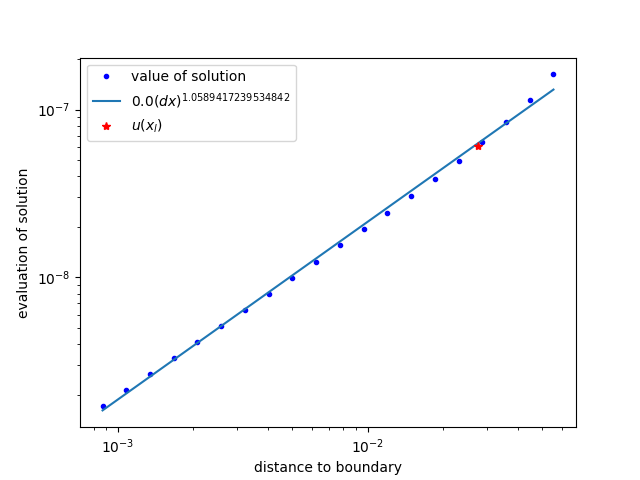 value of solution
0.0(dx)^1.0589417239534842
u(x_l)
10^-7
10^-8
evaluation of solution
10^-3
10^-2
distance to boundary